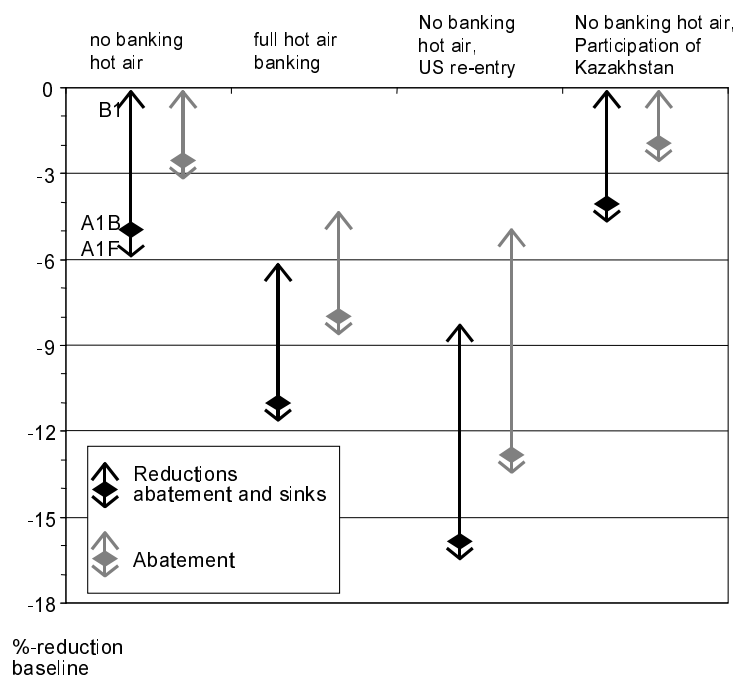 no banking
hot air
full hot air
banking
No banking
hot air,
US re-entry
No banking hot air,
Participation of
Kazakhstan
0
B1
-3
A1B
A1F
-6
-9
-12
Reductions
abatement and sinks
-15
Abatement
-18
%-reduction
baseline